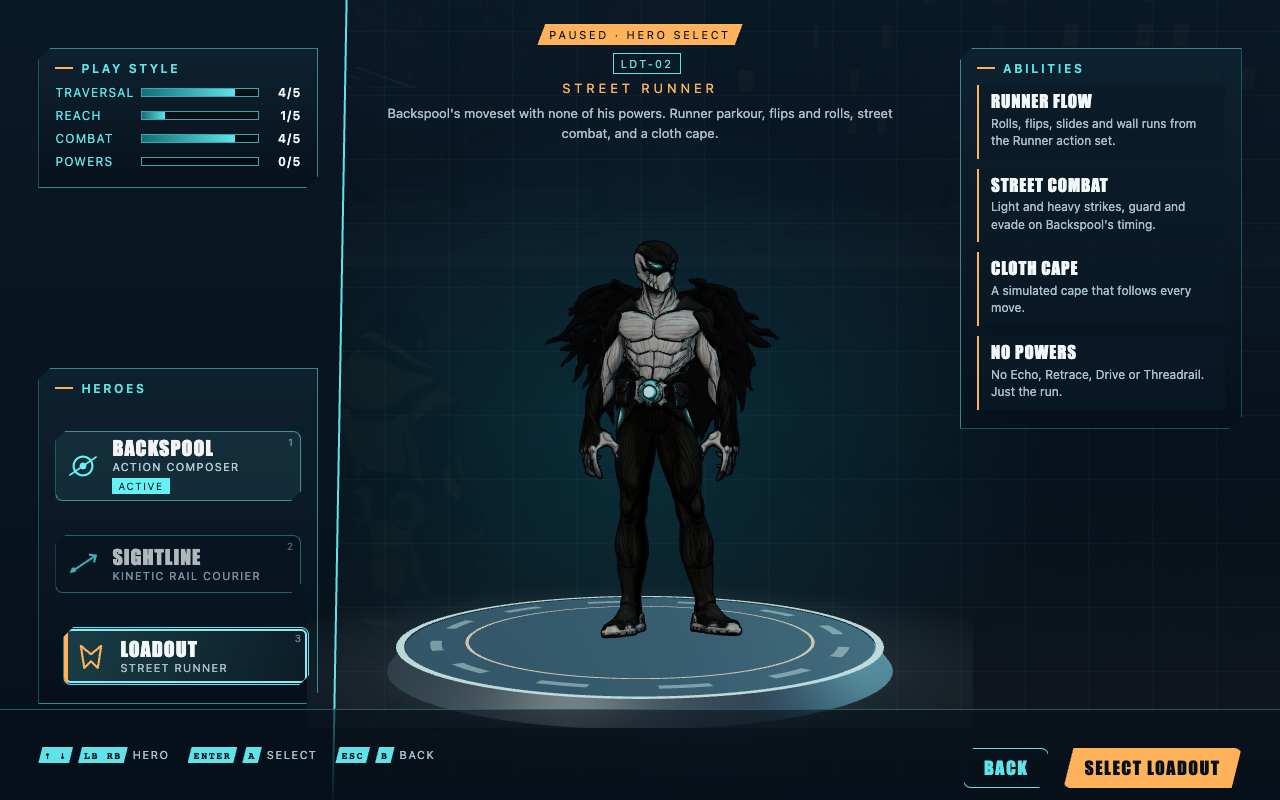 PAUSED · HERO SELECT
LDT-02
STREET RUNNER
Backspool's moveset with none of his powers. Runner parkour, flips and rolls, street
combat, and a cloth cape.
PLAY STYLE
TRAVERSAL 4/5
REACH 1/5
COMBAT 4/5
POWERS 0/5
HEROES
BACKSPOOL 1
ACTION COMPOSER
ACTIVE
SIGHTLINE 2
KINETIC RAIL COURIER
LOADOUT 3
STREET RUNNER
ABILITIES
RUNNER FLOW
Rolls, flips, slides and wall runs from
the Runner action set.
STREET COMBAT
Light and heavy strikes, guard and
evade on Backspool's timing.
CLOTH CAPE
A simulated cape that follows every
move.
NO POWERS
No Echo, Retrace, Drive or Threadrail.
Just the run.
↑ ↓ LB RB HERO ENTER A SELECT ESC B BACK
BACK
SELECT LOADOUT